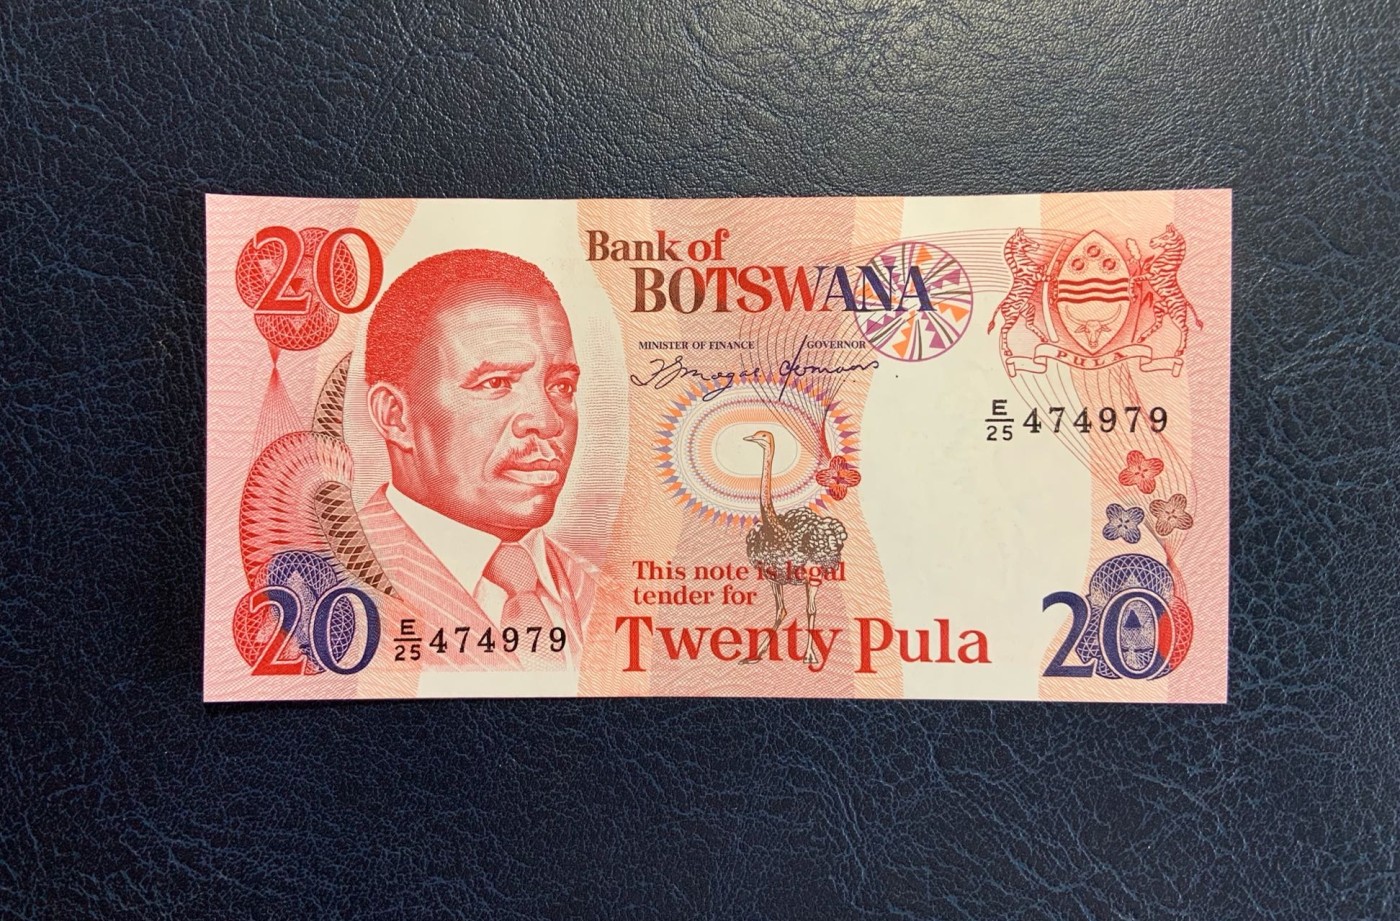 20
Bank of
BOTSWANA
MINISTER OF FINANCE
GOVERNOR
PULA
E/25 474979
This note is legal
tender for
Twenty Pula
20
E/25 474979
20